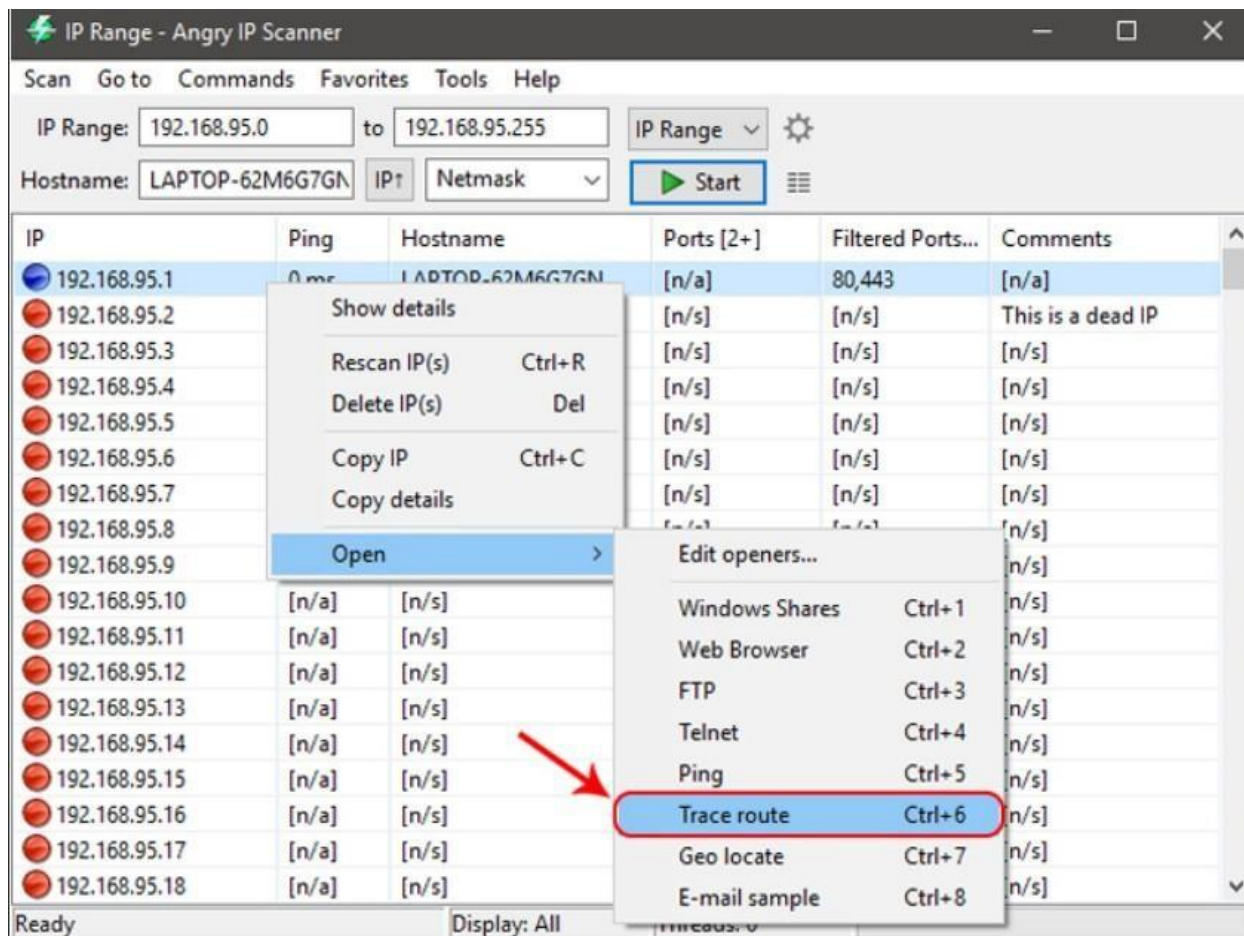 IP Range - Angry IP Scanner
Scan Go to Commands Favorites Tools Help
IP Range: 192.168.95.0 to 192.168.95.255 IP Range
Hostname: LAPTOP-62M6G7GN IP↑ Netmask Start
IP Ping Hostname Ports [2+] Filtered Ports... Comments
192.168.95.1 0 ms LAPTOP-62M6G7GN [n/a] 80,443 [n/a]
192.168.95.2 [n/s] [n/s] This is a dead IP
192.168.95.3 [n/s] [n/s] [n/s]
192.168.95.4 [n/s] [n/s] [n/s]
192.168.95.5 [n/s] [n/s] [n/s]
192.168.95.6 [n/s] [n/s] [n/s]
192.168.95.7 [n/s] [n/s] [n/s]
192.168.95.8 [n/s] [n/s] [n/s]
192.168.95.9 n/s]
192.168.95.10 [n/a] [n/s] n/s]
192.168.95.11 [n/a] [n/s] n/s]
192.168.95.12 [n/a] [n/s] n/s]
192.168.95.13 [n/a] [n/s] n/s]
192.168.95.14 [n/a] [n/s] n/s]
192.168.95.15 [n/a] [n/s] n/s]
192.168.95.16 [n/a] [n/s] n/s]
192.168.95.17 [n/a] [n/s] n/s]
192.168.95.18 [n/a] [n/s] n/s]
Show details
Rescan IP(s) Ctrl+R
Delete IP(s) Del
Copy IP Ctrl+C
Copy details
Open
Edit openers...
Windows Shares Ctrl+1
Web Browser Ctrl+2
FTP Ctrl+3
Telnet Ctrl+4
Ping Ctrl+5
Trace route Ctrl+6
Geo locate Ctrl+7
E-mail sample Ctrl+8
Ready Display: All Threads: 0